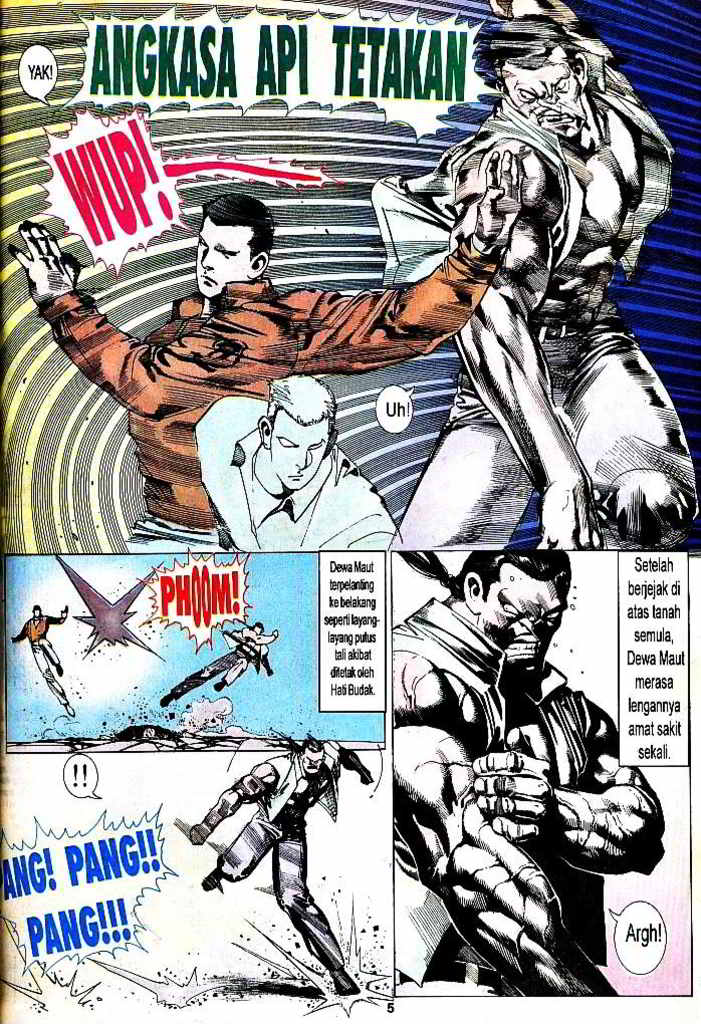 YAK!
ANGKASA API TETAKAN
WUP!
Uh!
PHOOM!
Dewa Maut
terpelanting
ke belakang
seperti layang-
layang putus
tali akibat
ditetak oleh
Hati Budak.
Setelah
berjejak di
atas tanah
semula,
Dewa Maut
merasa
lengannya
amat sakit
sekali.
!!
ANG! PANG!!
PANG!!!
Argh!
5